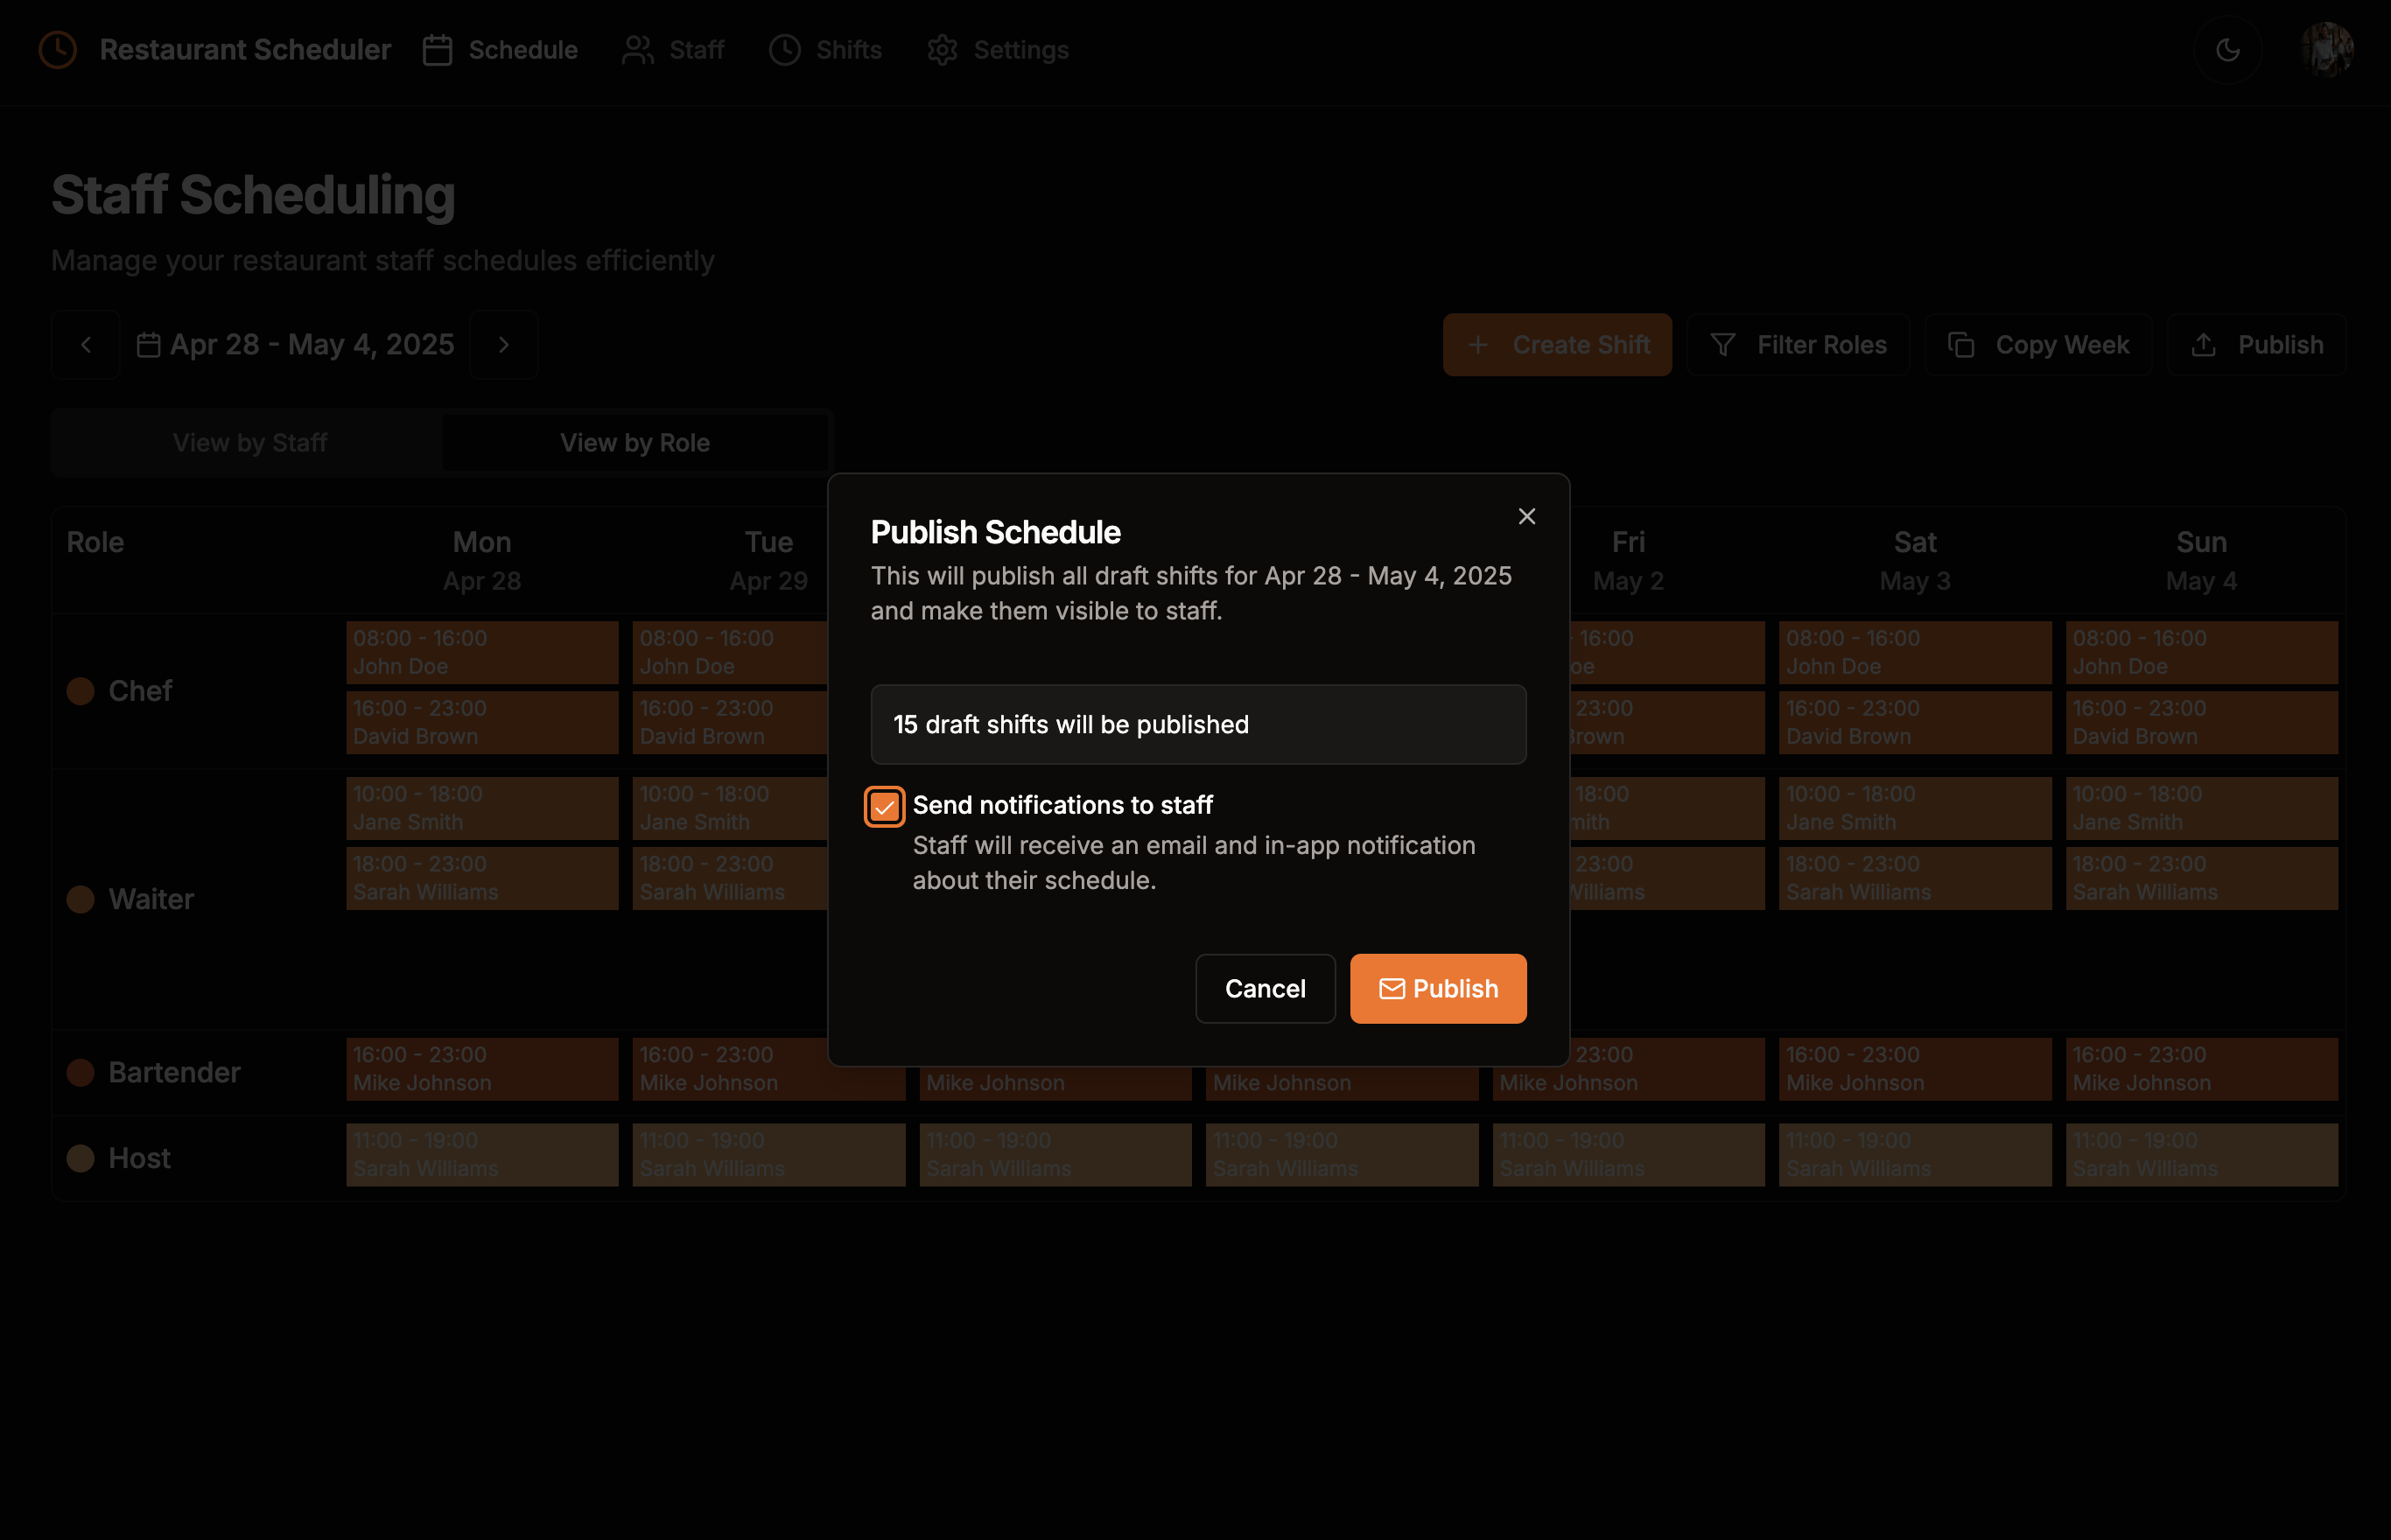 Restaurant Scheduler Schedule Staff Shifts Settings
Staff Scheduling
Manage your restaurant staff schedules efficiently
Apr 28 - May 4, 2025 Create Shift Filter Roles Copy Week Publish
View by Staff View by Role
Role Mon Tue Fri Sat Sun
Apr 28 Apr 29 May 2 May 3 May 4
Publish Schedule
This will publish all draft shifts for Apr 28 - May 4, 2025
and make them visible to staff.
15 draft shifts will be published
Send notifications to staff
Staff will receive an email and in-app notification
about their schedule.
Cancel Publish
Chef
08:00 - 16:00 08:00 - 16:00 - 16:00 08:00 - 16:00 08:00 - 16:00
John Doe John Doe John Doe John Doe
16:00 - 23:00 16:00 - 23:00 23:00 16:00 - 23:00 16:00 - 23:00
David Brown David Brown Brown David Brown David Brown
Waiter
10:00 - 18:00 10:00 - 18:00 18:00 10:00 - 18:00 10:00 - 18:00
Jane Smith Jane Smith Jane Smith Jane Smith
18:00 - 23:00 18:00 - 23:00 23:00 18:00 - 23:00 18:00 - 23:00
Sarah Williams Sarah Williams Williams Sarah Williams Sarah Williams
Bartender
16:00 - 23:00 16:00 - 23:00 23:00 16:00 - 23:00 16:00 - 23:00
Mike Johnson Mike Johnson Mike Johnson Mike Johnson Mike Johnson Mike Johnson Mike Johnson
Host
11:00 - 19:00 11:00 - 19:00 11:00 - 19:00 11:00 - 19:00 11:00 - 19:00 11:00 - 19:00 11:00 - 19:00
Sarah Williams Sarah Williams Sarah Williams Sarah Williams Sarah Williams Sarah Williams Sarah Williams